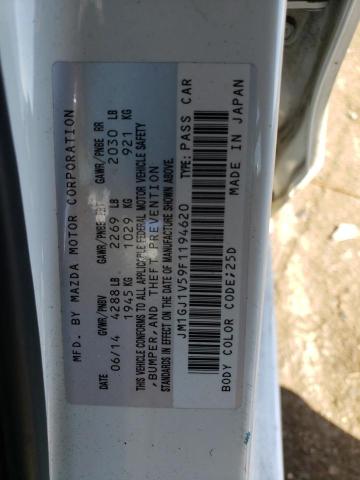 MFD. BY MAZDA MOTOR CORPORATION
DATE GVWR/PNBV GAWR/PNBE FRT GAWR/PNBE RR
06/14 4288 LB 2269 LB 2030 LB
1945 KG 1029 KG 921 KG
THIS VEHICLE CONFORMS TO ALL APPLICABLE FEDERAL MOTOR VEHICLE SAFETY
, BUMPER, AND THEFT PREVENTION
STANDARDS IN EFFECT ON THE DATE OF MANUFACTURE SHOWN ABOVE.
JM1GJ1V59F1194620 TYPE: PASS CAR
BODY COLOR CODE:25D MADE IN JAPAN